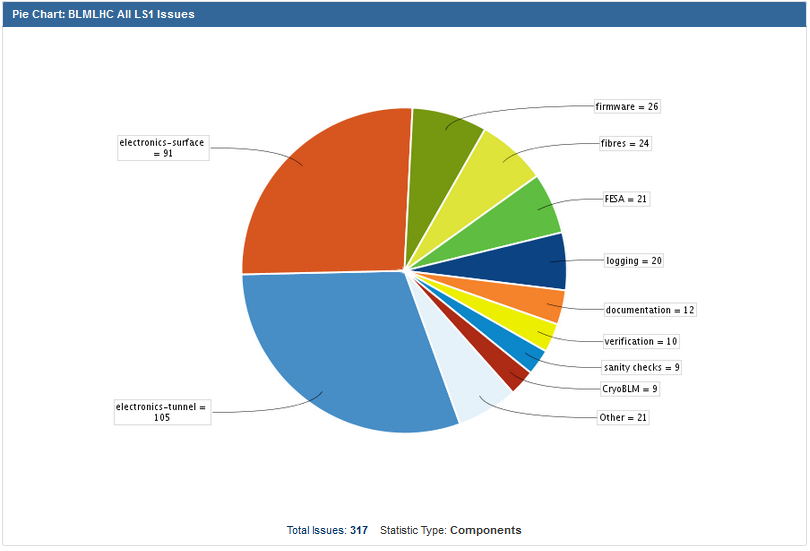 Pie Chart: BLMLHC All LS1 Issues
firmware = 26
electronics-surface
= 91
fibres = 24
FESA = 21
logging = 20
documentation = 12
verification = 10
sanity checks = 9
CryoBLM = 9
electronics-tunnel =
105
Other = 21
Total Issues: 317 Statistic Type: Components